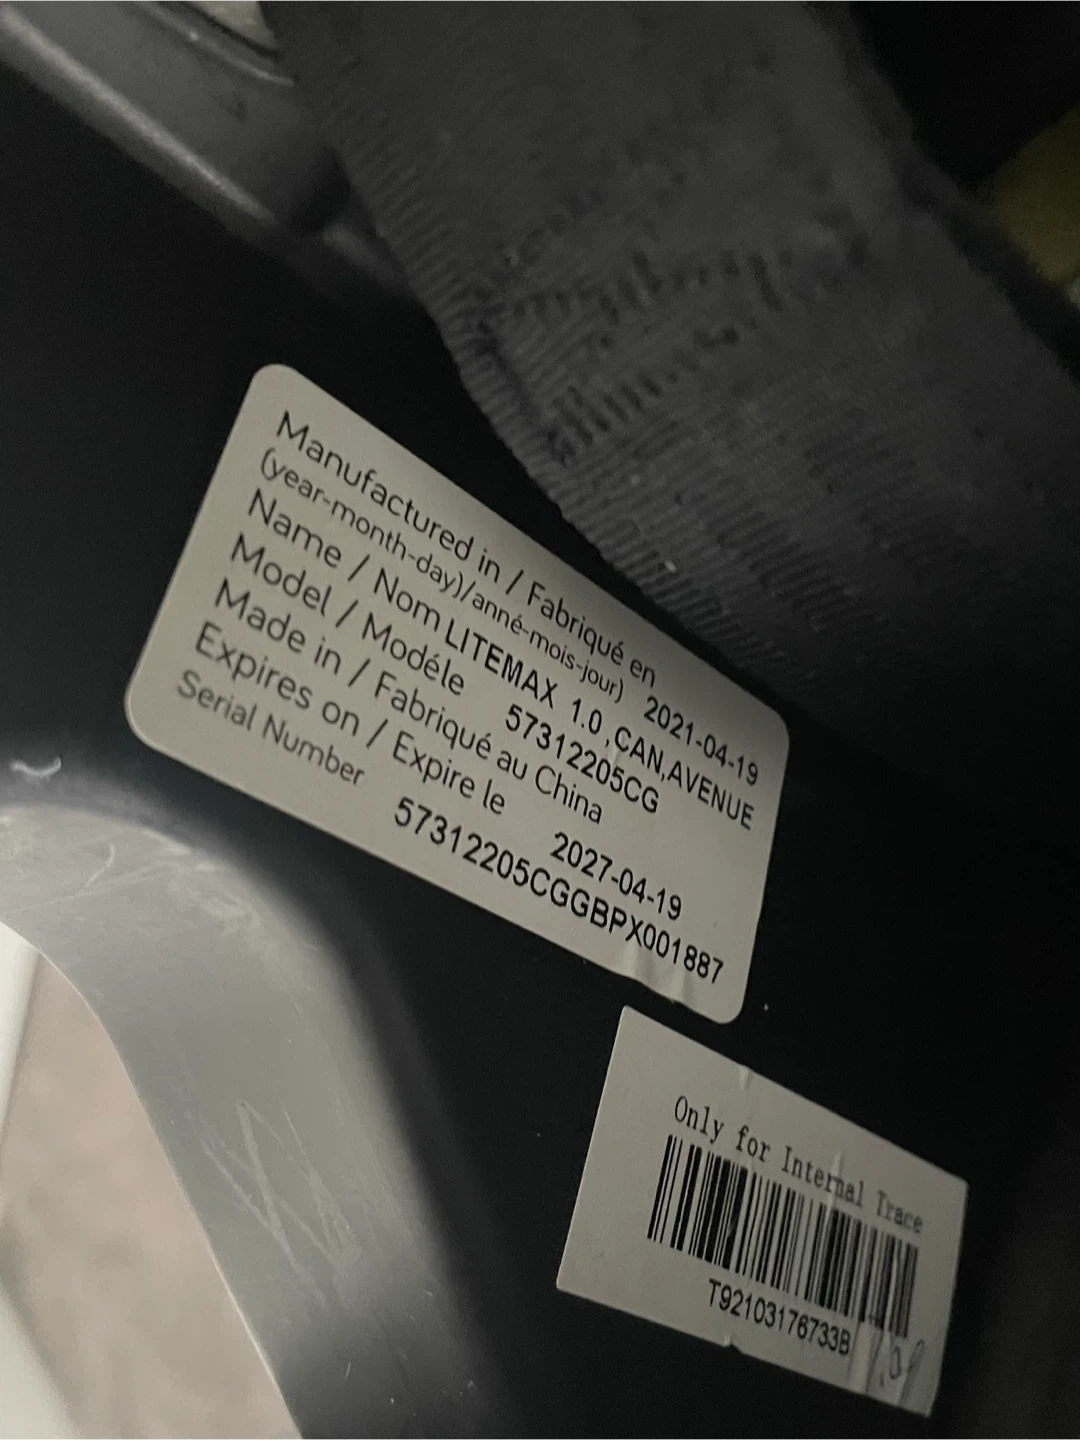 Manufactured in / Fabriqué en
(year-month-day)/anné-mois-jour) 2021-04-19
Name / Nom LITEMAX 1.0,CAN,AVENUE
Model / Modéle 57312205CG
Made in / Fabriqué au China
Expires on / Expire le 2027-04-19
Serial Number 57312205CGGBPX001887
Only for Internal Trace
T92103176733B